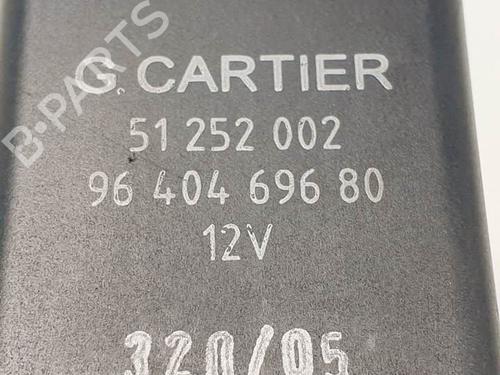 G. CARTIER
51 252 002
96 404 696 80
12V
320/05
B-PARTS